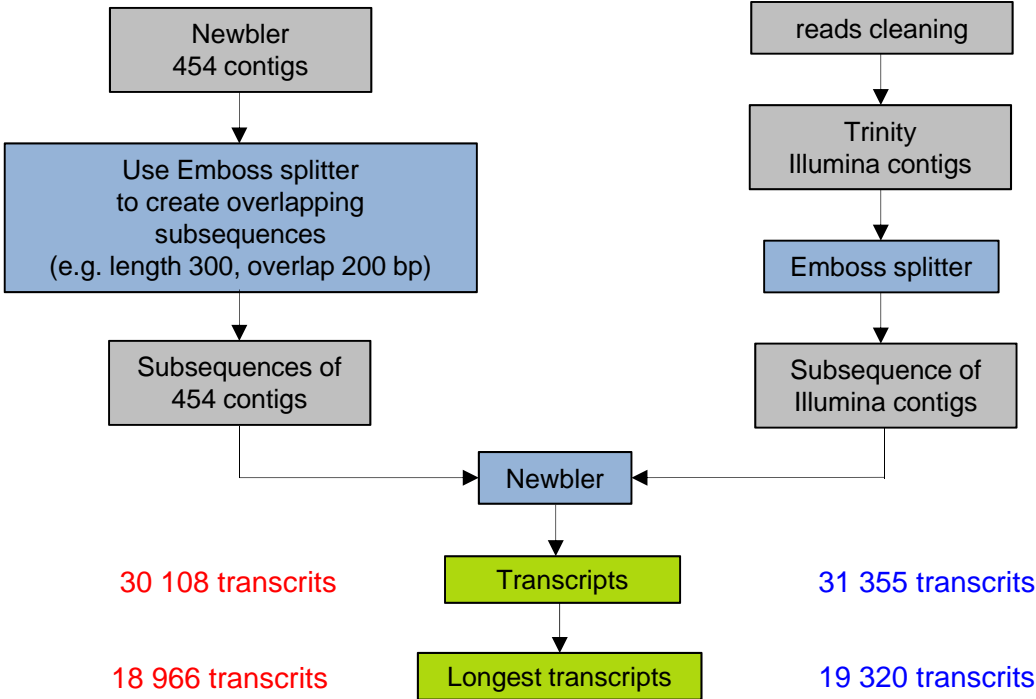 Newbler
454 contigs
reads cleaning
Use Emboss splitter
to create overlapping
subsequences
(e.g. length 300, overlap 200 bp)
Trinity
Illumina contigs
Emboss splitter
Subsequences of
454 contigs
Subsequence of
Illumina contigs
Newbler
30 108 transcrits
Transcripts
31 355 transcrits
18 966 transcrits
Longest transcripts
19 320 transcrits